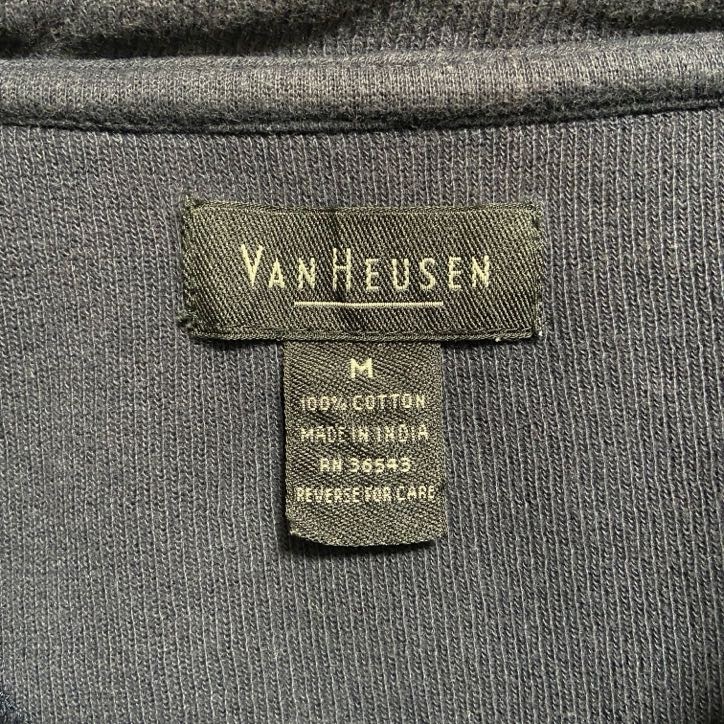 VAN HEUSEN
M
100% COTTON
MADE IN INDIA
RN 36543
REVERSE FOR CARE